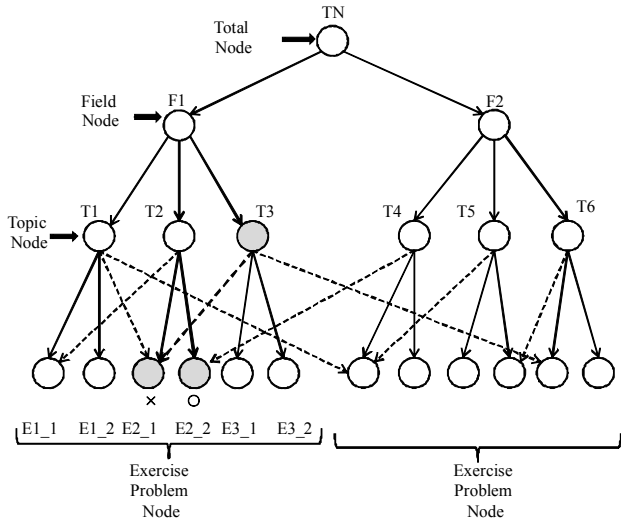 TN
Total
Node
F1
F2
Field
Node
T1 T2 T3 T4 T5 T6
Topic
Node
× ○
E1_1 E1_2 E2_1 E2_2 E3_1 E3_2
Exercise
Problem
Node
Exercise
Problem
Node